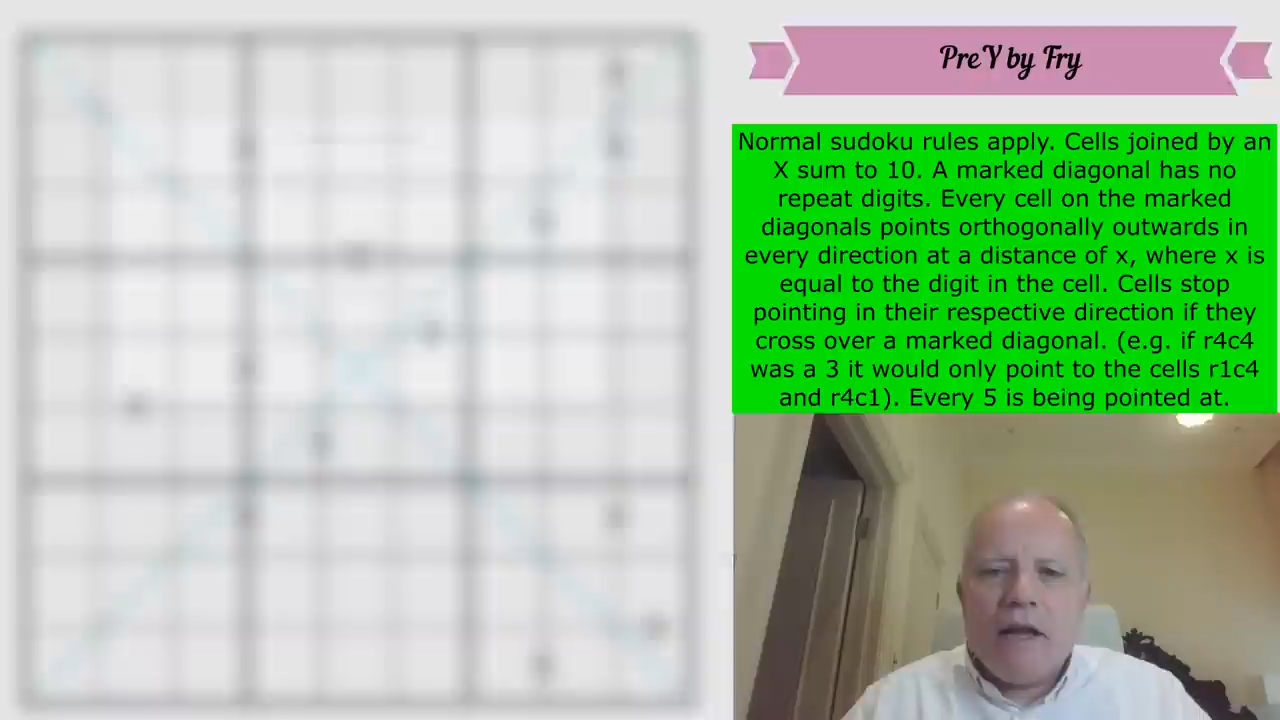 PreY by Fry
Normal sudoku rules apply. Cells joined by an
X sum to 10. A marked diagonal has no
repeat digits. Every cell on the marked
diagonals points orthogonally outwards in
every direction at a distance of x, where x is
equal to the digit in the cell. Cells stop
pointing in their respective direction if they
cross over a marked diagonal. (e.g. if r4c4
was a 3 it would only point to the cells r1c4
and r4c1). Every 5 is being pointed at.